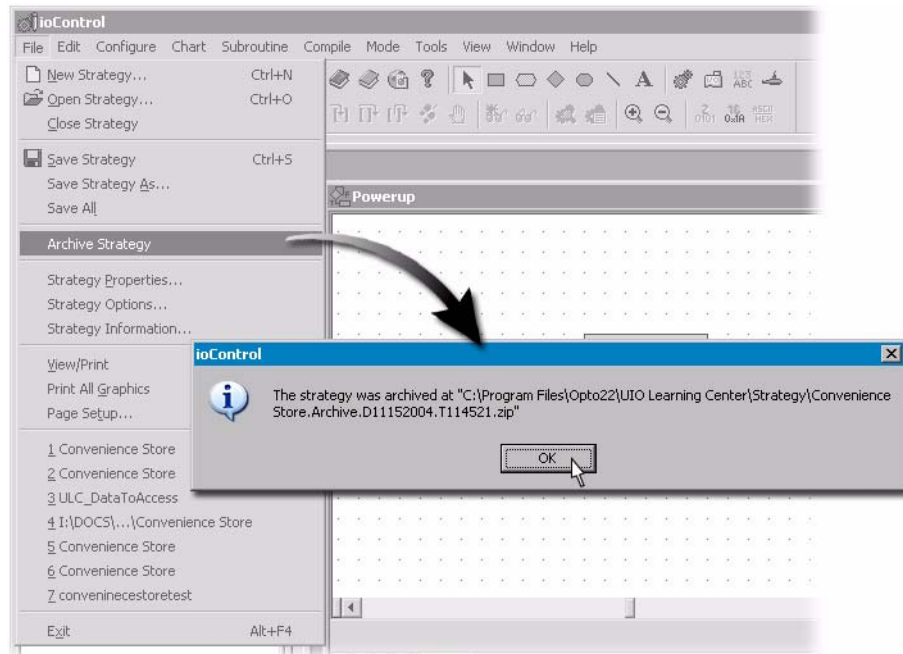 ioControl
File Edit Configure Chart Subroutine Compile Mode Tools View Window Help
New Strategy... Ctrl+N
Open Strategy... Ctrl+O
Close Strategy
Save Strategy Ctrl+S
Save Strategy As...
Save All
Archive Strategy
Strategy Properties...
Strategy Options...
Strategy Information...
View/Print
Print All Graphics
Page Setup...
1 Convenience Store
2 Convenience Store
3 ULC_DataToAccess
4 I:\DOCS\...\Convenience Store
5 Convenience Store
6 Convenience Store
7 conveninecestoretest
Exit Alt+F4
A 123 ABC
Powerup
ioControl
The strategy was archived at "C:\Program Files\Opto22\UIO Learning Center\Strategy\Convenience
Store.Archive.D11152004.T114521.zip"
OK